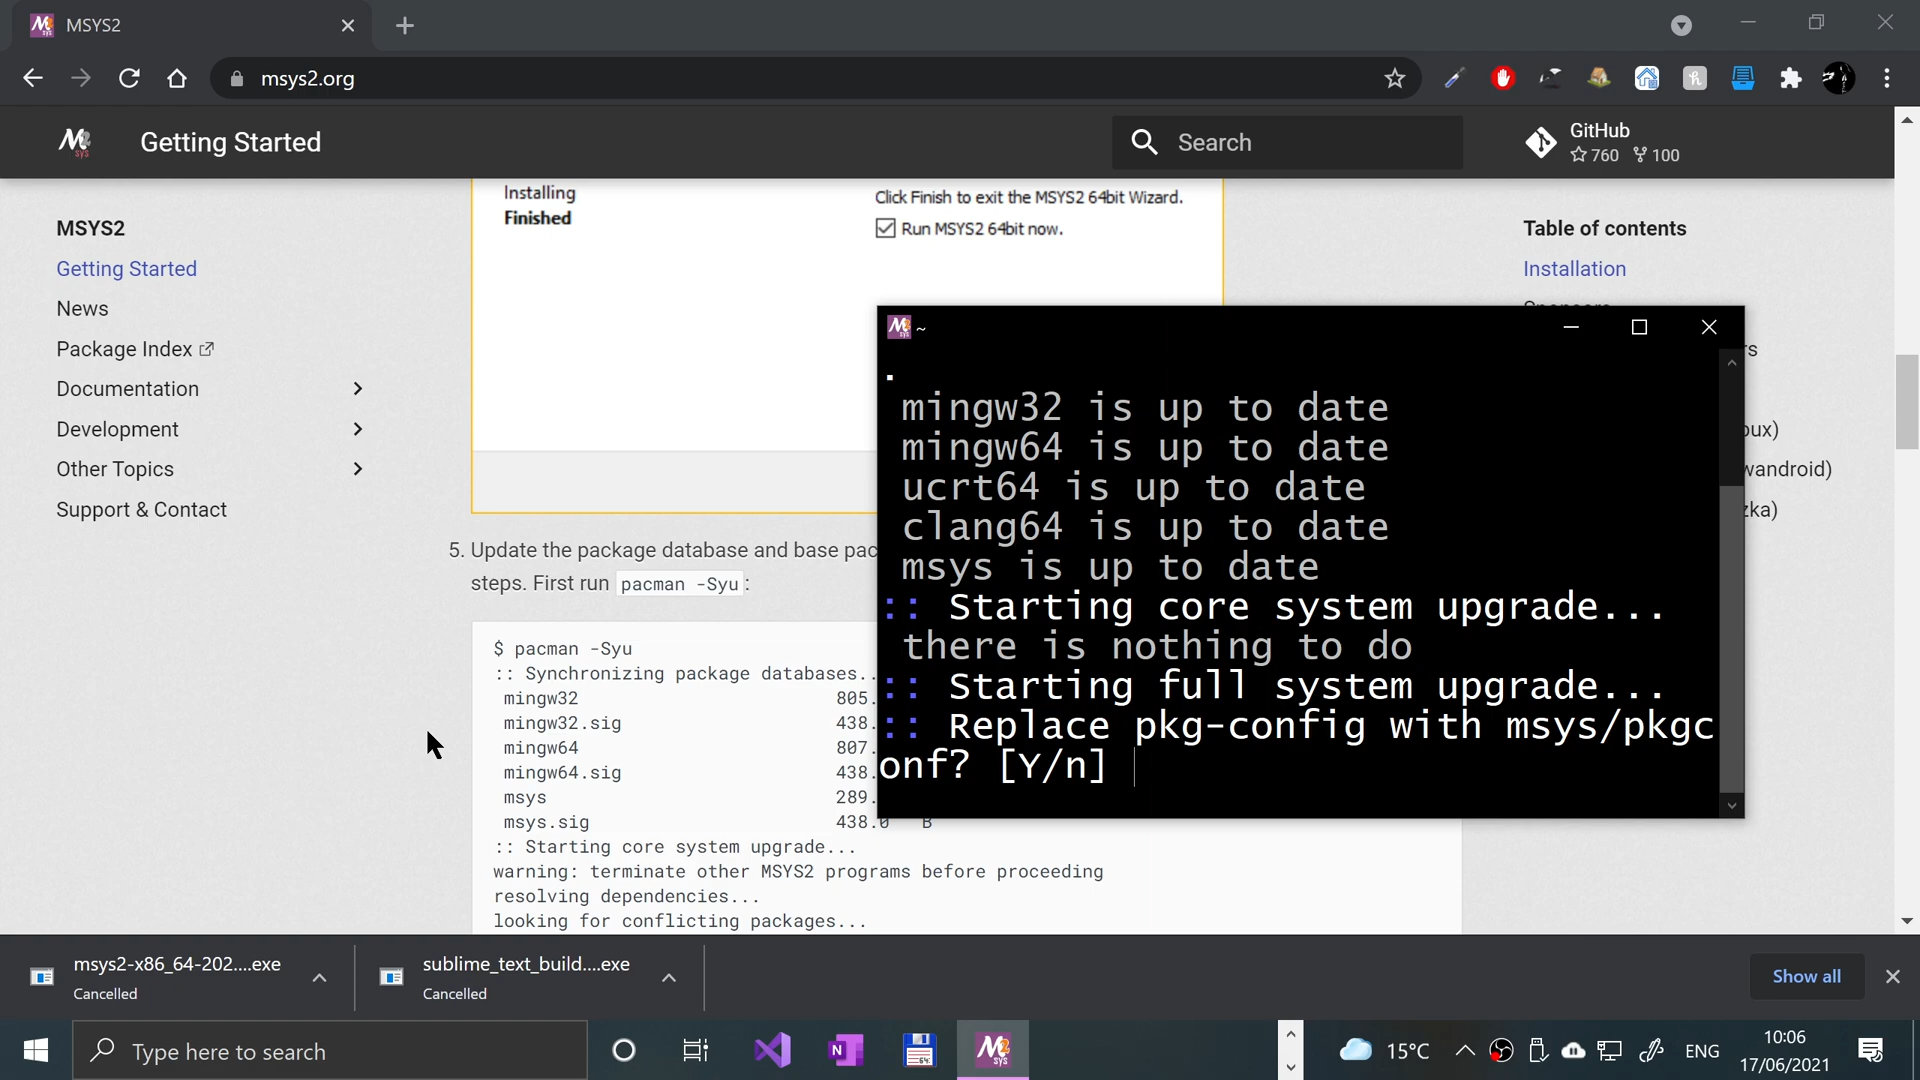 MSYS2
msys2.org
Getting Started
Search
GitHub
760 100
MSYS2
Getting Started
News
Package Index
Documentation
Development
Other Topics
Support & Contact
Installing
Finished
Click Finish to exit the MSYS2 64bit Wizard.
Run MSYS2 64bit now.
5. Update the package database and base pac
steps. First run pacman -Syu:
$ pacman -Syu
:: Synchronizing package databases..
mingw32 805.
mingw32.sig 438.
mingw64 807.
mingw64.sig 438.
msys 289.
msys.sig 438.0 B
:: Starting core system upgrade...
warning: terminate other MSYS2 programs before proceeding
resolving dependencies...
looking for conflicting packages...
Table of contents
Installation
rs
oux)
wandroid)
zka)
~
.
mingw32 is up to date
mingw64 is up to date
ucrt64 is up to date
clang64 is up to date
msys is up to date
:: Starting core system upgrade...
there is nothing to do
:: Starting full system upgrade...
:: Replace pkg-config with msys/pkgc
onf? [Y/n]
msys2-x86_64-202....exe
Cancelled
sublime_text_build....exe
Cancelled
Show all
Type here to search
15°C
ENG
10:06
17/06/2021